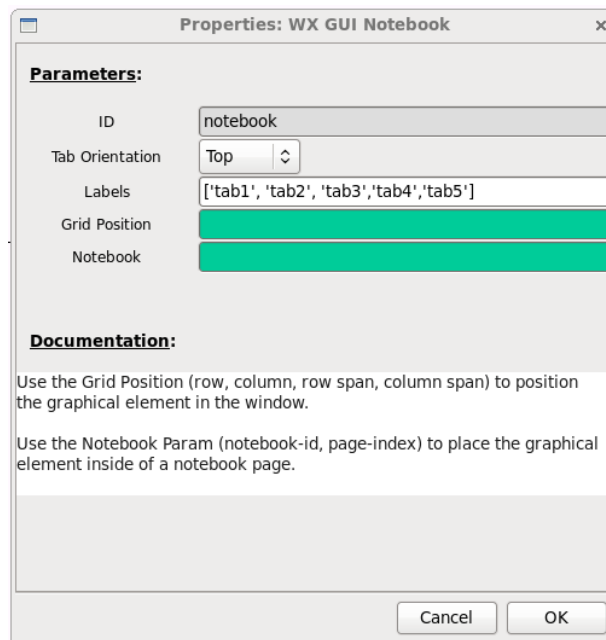 Properties: WX GUI Notebook
Parameters:
ID notebook
Tab Orientation Top
Labels ['tab1', 'tab2', 'tab3','tab4','tab5']
Grid Position
Notebook
Documentation:
Use the Grid Position (row, column, row span, column span) to position
the graphical element in the window.
Use the Notebook Param (notebook-id, page-index) to place the graphical
element inside of a notebook page.
Cancel OK